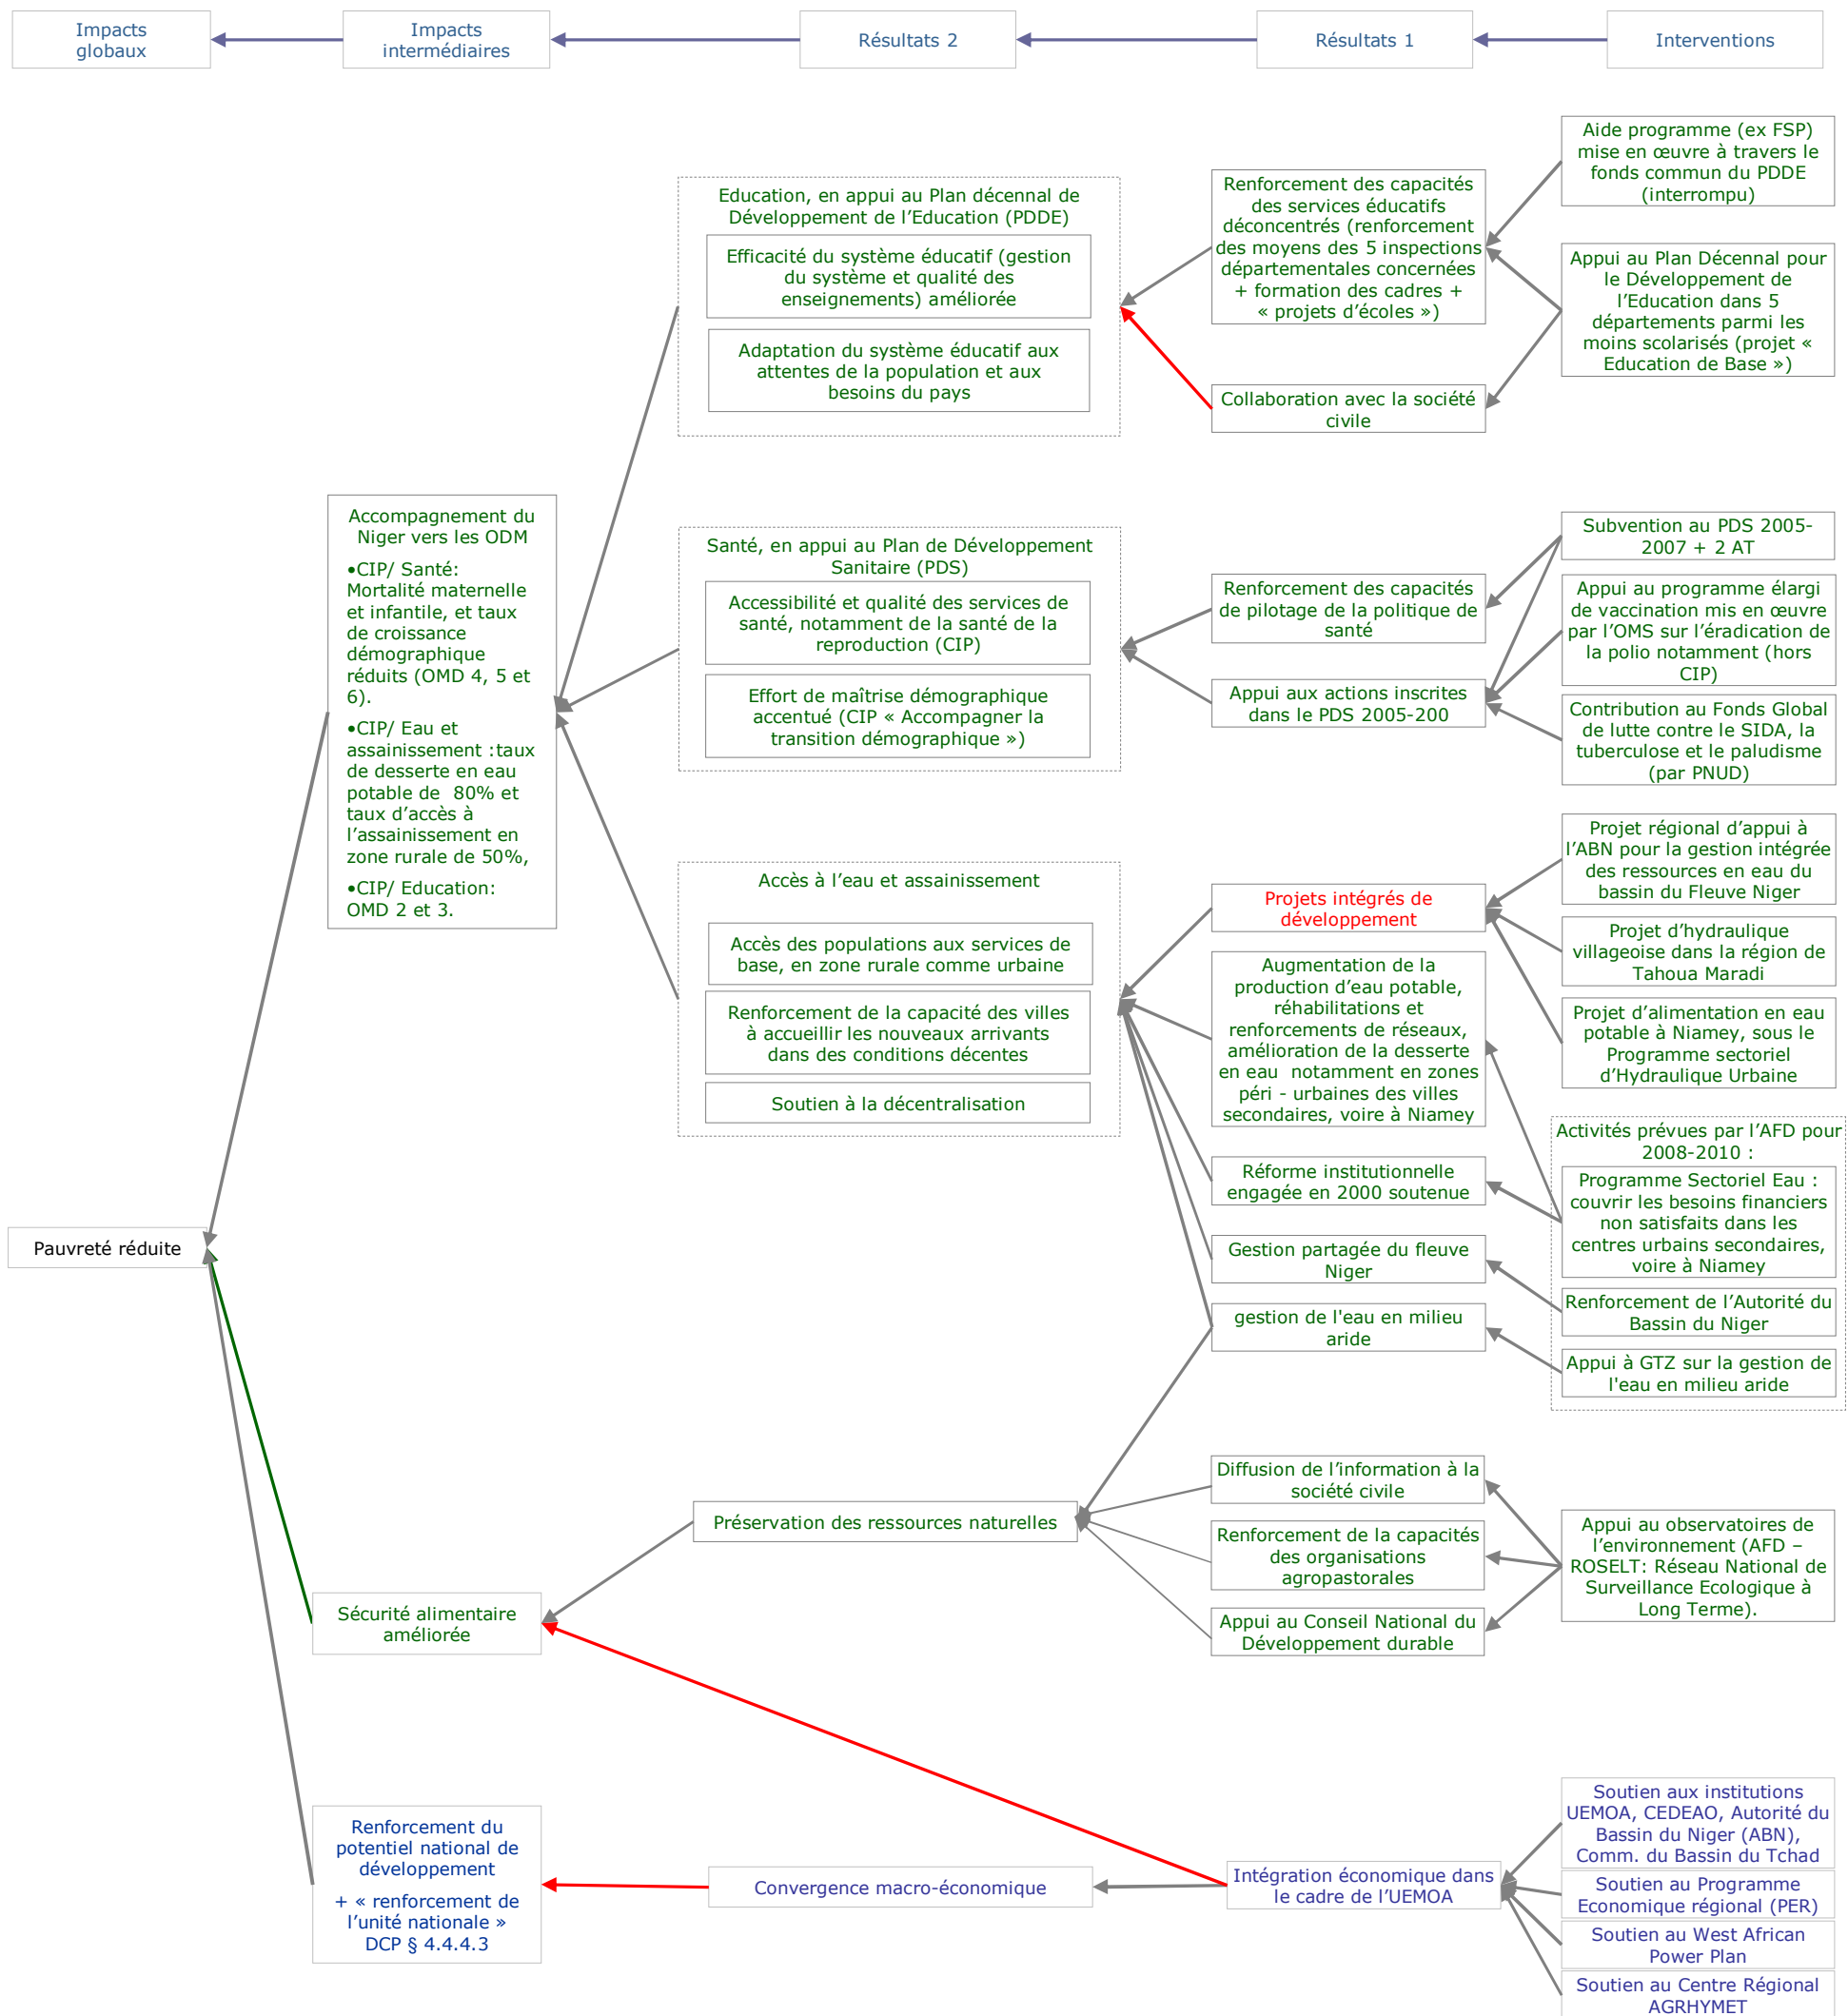 Impacts
globaux
Impacts
intermédiaires
Résultats 2
Résultats 1
Interventions
Aide programme (ex FSP)
mise en œuvre à travers le
fonds commun du PDDE
(interrompu)
Education, en appui au Plan décennal de
Développement de l’Education (PDDE)
Efficacité du système éducatif (gestion
du système et qualité des
enseignements) améliorée
Adaptation du système éducatif aux
attentes de la population et aux
besoins du pays
Renforcement des capacités
des services éducatifs
déconcentrés (renforcement
des moyens des 5 inspections
départementales concernées
+ formation des cadres +
« projets d’écoles »)
Appui au Plan Décennal pour
le Développement de
l’Education dans 5
départements parmi les
moins scolarisés (projet «
Education de Base »)
Collaboration avec la société
civile
Accompagnement du
Niger vers les ODM
•CIP/ Santé:
Mortalité maternelle
et infantile, et taux
de croissance
démographique
réduits (OMD 4, 5 et
6).
•CIP/ Eau et
assainissement :taux
de desserte en eau
potable de  80% et
taux d’accès à
l’assainissement en
zone rurale de 50%,
•CIP/ Education:
OMD 2 et 3.
Santé, en appui au Plan de Développement
Sanitaire (PDS)
Accessibilité et qualité des services de
santé, notamment de la santé de la
reproduction (CIP)
Effort de maîtrise démographique
accentué (CIP « Accompagner la
transition démographique »)
Renforcement des capacités
de pilotage de la politique de
santé
Appui aux actions inscrites
dans le PDS 2005-200
Subvention au PDS 2005-
2007 + 2 AT
Appui au programme élargi
de vaccination mis en œuvre
par l’OMS sur l’éradication de
la polio notamment (hors
CIP)
Contribution au Fonds Global
de lutte contre le SIDA, la
tuberculose et le paludisme
(par PNUD)
Accès à l’eau et assainissement
Accès des populations aux services de
base, en zone rurale comme urbaine
Renforcement de la capacité des villes
à accueillir les nouveaux arrivants
dans des conditions décentes
Soutien à la décentralisation
Projets intégrés de
développement
Augmentation de la
production d’eau potable,
réhabilitations et
renforcements de réseaux,
amélioration de la desserte
en eau  notamment en zones
péri - urbaines des villes
secondaires, voire à Niamey
Réforme institutionnelle
engagée en 2000 soutenue
Gestion partagée du fleuve
Niger
gestion de l'eau en milieu
aride
Projet régional d’appui à
l’ABN pour la gestion intégrée
des ressources en eau du
bassin du Fleuve Niger
Projet d’hydraulique
villageoise dans la région de
Tahoua Maradi
Projet d’alimentation en eau
potable à Niamey, sous le
Programme sectoriel
d’Hydraulique Urbaine
Activités prévues par l’AFD pour
2008-2010 :
Programme Sectoriel Eau :
couvrir les besoins financiers
non satisfaits dans les
centres urbains secondaires,
voire à Niamey
Renforcement de l’Autorité du
Bassin du Niger
Appui à GTZ sur la gestion de
l'eau en milieu aride
Pauvreté réduite
Préservation des ressources naturelles
Diffusion de l’information à la
société civile
Renforcement de la capacités
des organisations
agropastorales
Appui au Conseil National du
Développement durable
Appui au observatoires de
l’environnement (AFD –
ROSELT: Réseau National de
Surveillance Ecologique à
Long Terme).
Sécurité alimentaire
améliorée
Renforcement du
potentiel national de
développement
+ « renforcement de
l’unité nationale »
DCP § 4.4.4.3
Convergence macro-économique
Intégration économique dans
le cadre de l’UEMOA
Soutien aux institutions
UEMOA, CEDEAO, Autorité du
Bassin du Niger (ABN),
Comm. du Bassin du Tchad
Soutien au Programme
Economique régional (PER)
Soutien au West African
Power Plan
Soutien au Centre Régional
AGRHYMET